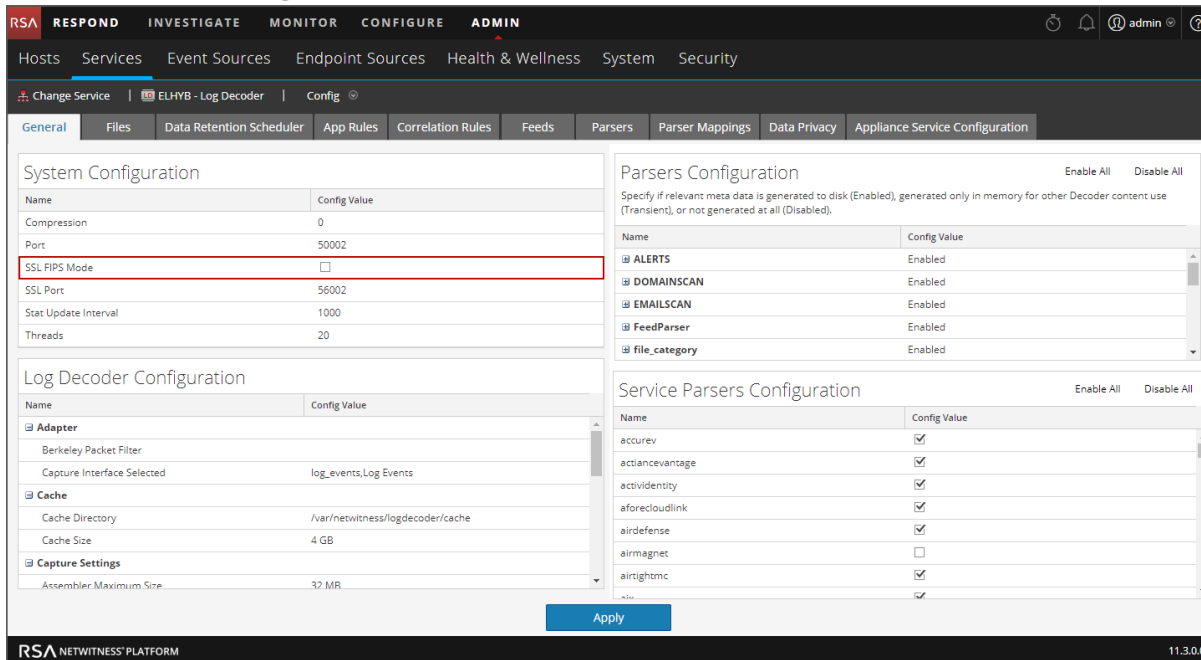 RSA RESPOND INVESTIGATE MONITOR CONFIGURE ADMIN admin
Hosts Services Event Sources Endpoint Sources Health & Wellness System Security
Change Service | LD ELHYB - Log Decoder | Config
General Files Data Retention Scheduler App Rules Correlation Rules Feeds Parsers Parser Mappings Data Privacy Appliance Service Configuration
System Configuration
Name Config Value
Compression 0
Port 50002
SSL FIPS Mode
SSL Port 56002
Stat Update Interval 1000
Threads 20
Log Decoder Configuration
Name Config Value
Adapter
Berkeley Packet Filter
Capture Interface Selected log_events,Log Events
Cache
Cache Directory /var/netwitness/logdecoder/cache
Cache Size 4 GB
Capture Settings
Assembler Maximum Size 32 MB
Parsers Configuration Enable All Disable All
Specify if relevant meta data is generated to disk (Enabled), generated only in memory for other Decoder content use
(Transient), or not generated at all (Disabled).
Name Config Value
ALERTS Enabled
DOMAINSCAN Enabled
EMAILSCAN Enabled
FeedParser Enabled
file_category Enabled
Service Parsers Configuration Enable All Disable All
Name Config Value
accurev
actiancevantage
actividentity
aforecloudlink
airdefense
airmagnet
airtightmc
Apply
RSA NETWITNESS® PLATFORM 11.3.0.